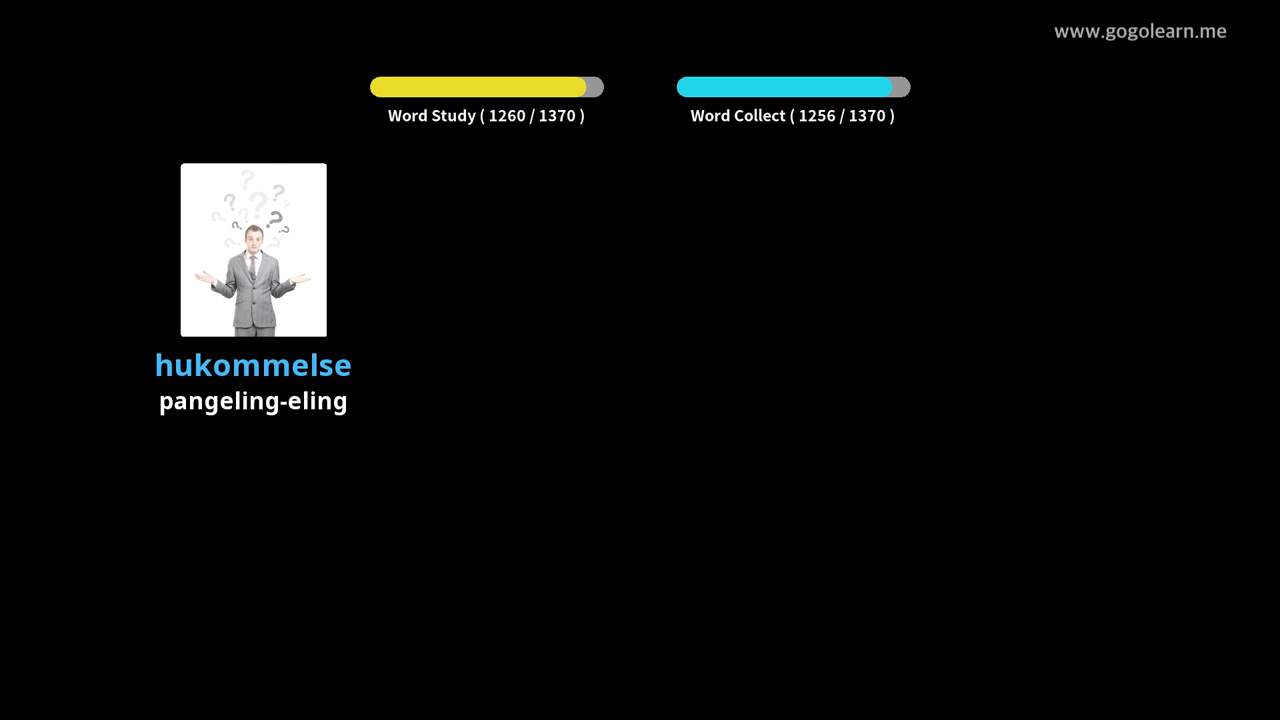 www.gogolearn.me
Word Study ( 1260 / 1370 )
Word Collect ( 1256 / 1370 )
hukommelse
pangeling-eling